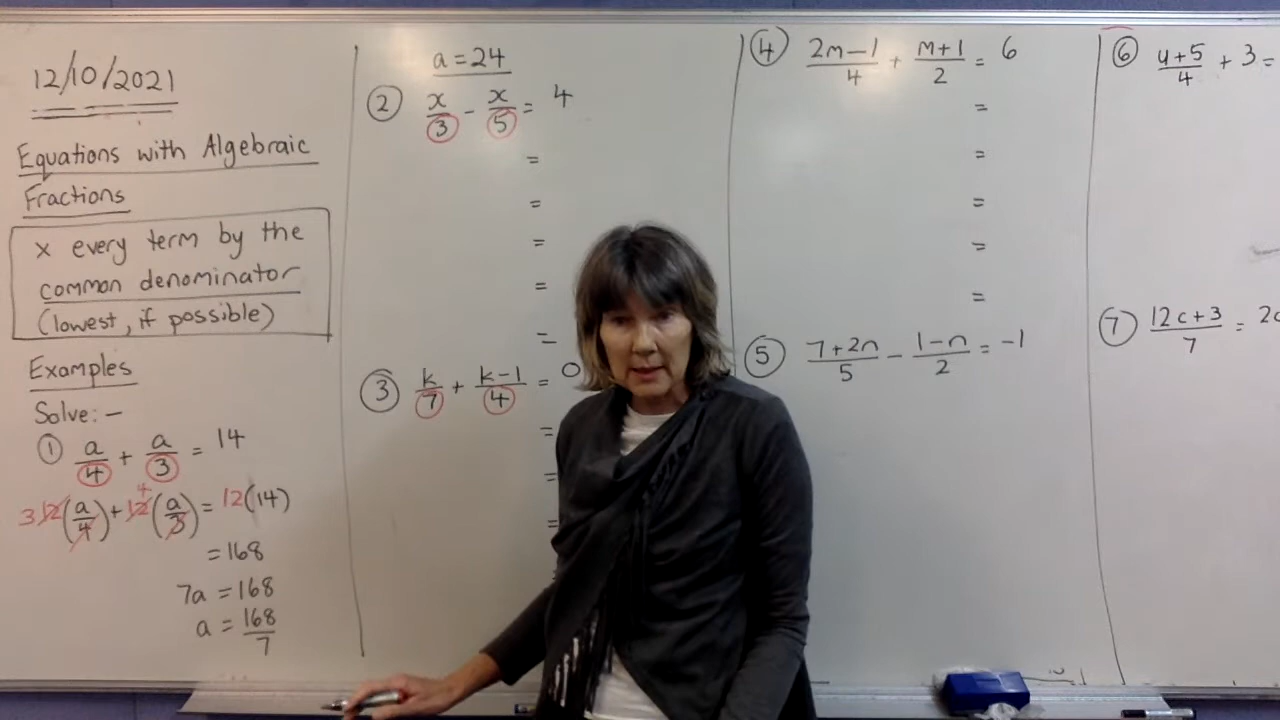 12/10/2021
Equations with Algebraic
Fractions
x every term by the
common denominator
(lowest, if possible)
Examples
Solve:-
① a/4 + a/3 = 14
3 12(a/4) + 4 12(a/3) = 12(14)
= 168
7a = 168
a = 168/7
a = 24
② x/3 - x/5 = 4
=
=
=
=
=
③ k/7 + k-1/4 = 0
=
=
=
④ 2m-1/4 + m+1/2 = 6
=
=
=
=
=
⑤ 7+2n/5 - 1-n/2 = -1
⑥ 4+5/4 + 3 =
⑦ 12c+3/7 = 2c